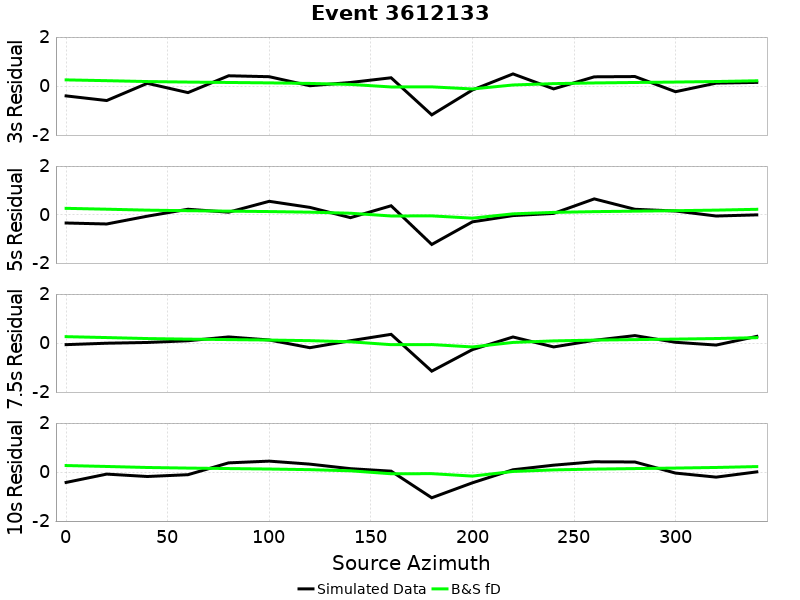 Event 3612133
3s Residual
2
0
-2
5s Residual
2
0
-2
7.5s Residual
2
0
-2
10s Residual
2
0
-2
0 50 100 150 200 250 300
Source Azimuth
Simulated Data B&S fD